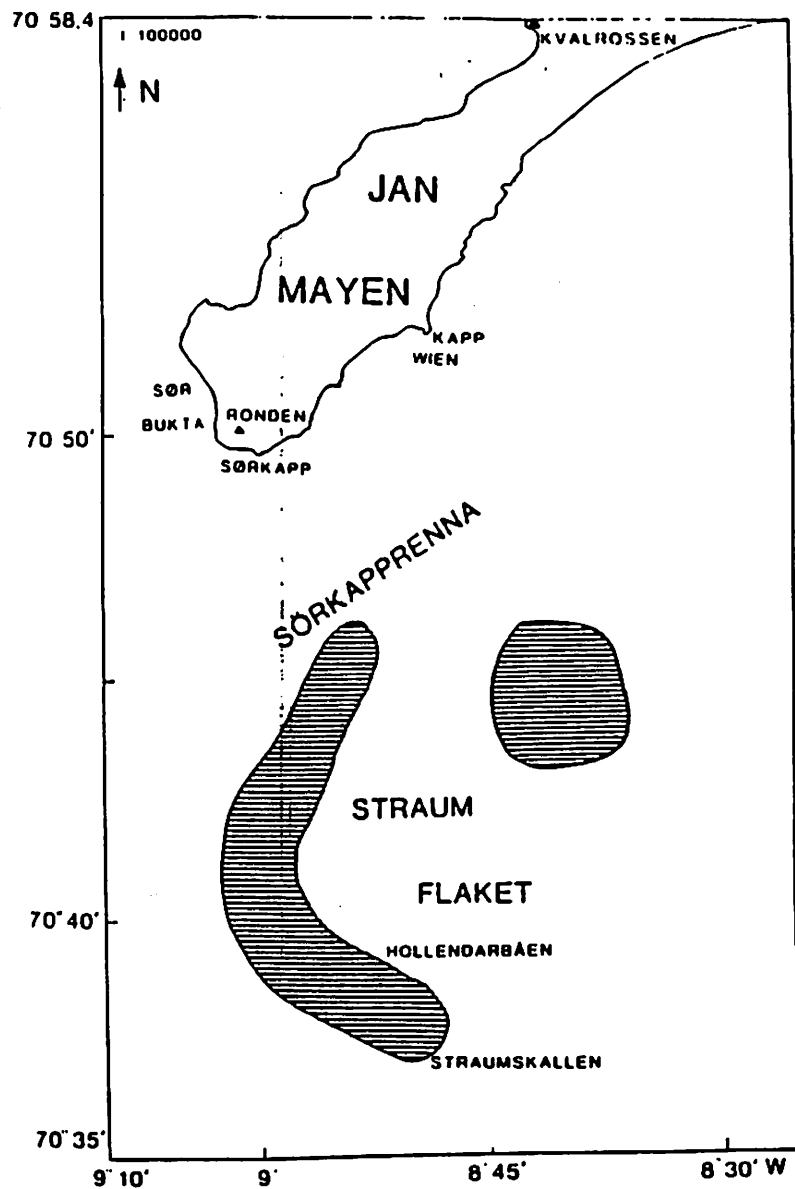 70 58.4
1 100000
KVALROSSEN
N
JAN
MAYEN
KAPP
WIEN
SØR
BUKTA
RONDEN
70 50'
SØRKAPP
SÖRKAPPRENNA
STRAUM
FLAKET
70° 40'
HOLLENDARBÅEN
STRAUMSKALLEN
70° 35'
9° 10'
9°
8° 45'
8° 30' W